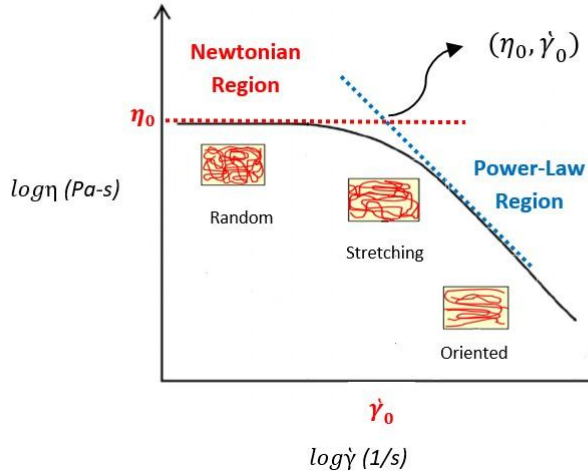 Newtonian
Region
(η₀, γ̇₀)
η₀
logη (Pa-s)
Power-Law
Region
Random
Stretching
Oriented
γ̇₀
logγ̇ (1/s)